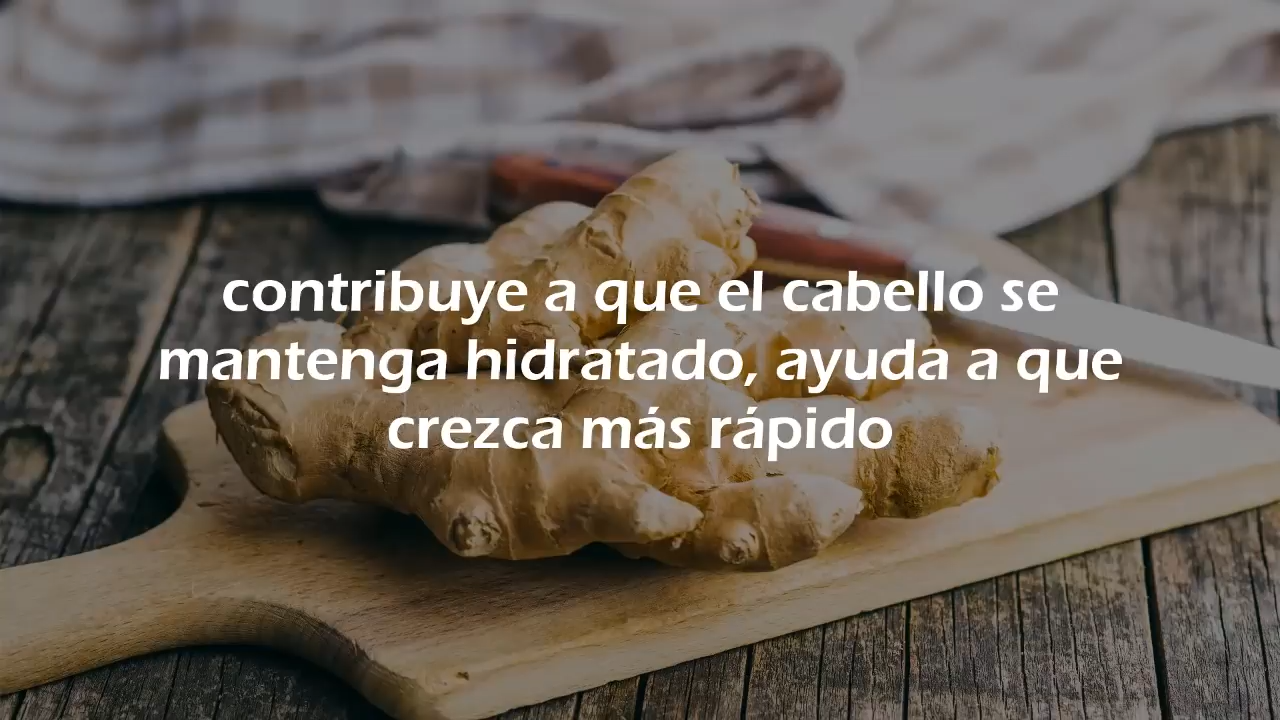 contribuye a que el cabello se
mantenga hidratado, ayuda a que
crezca más rápido